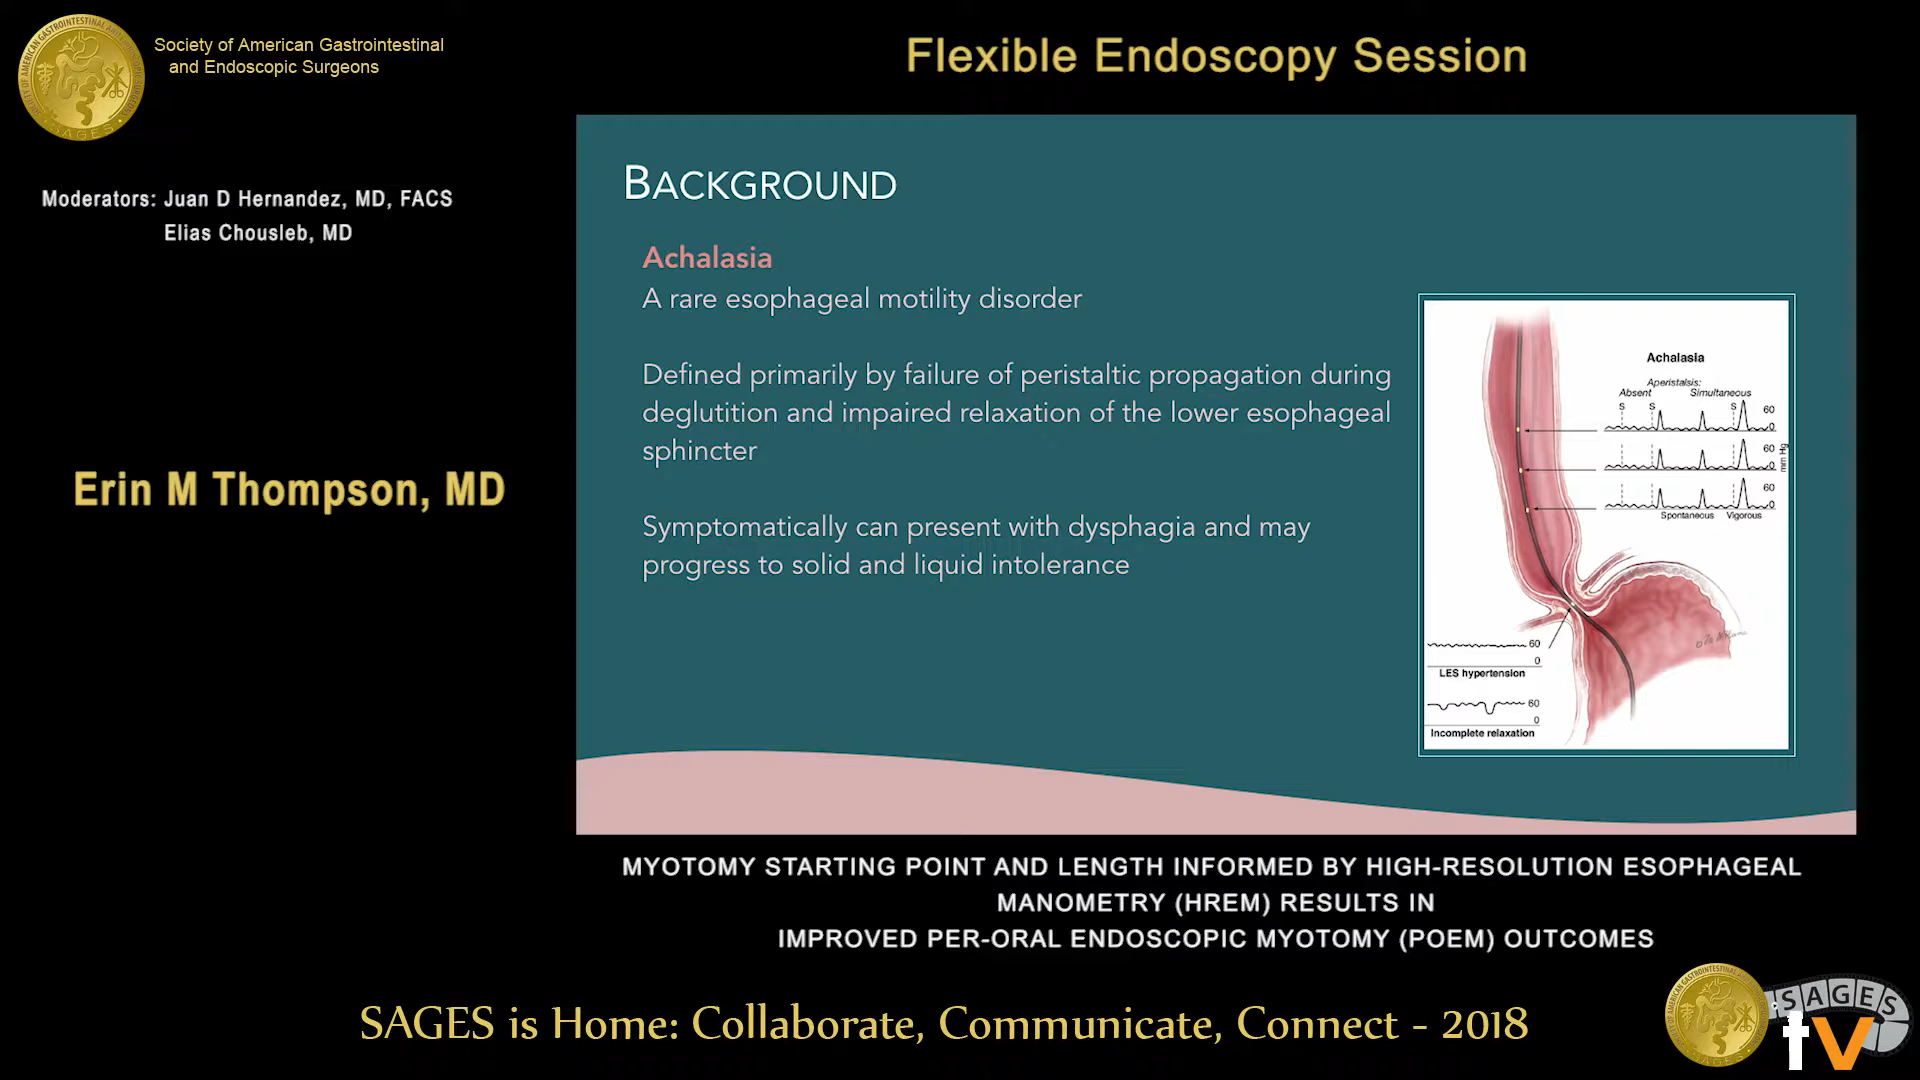 Society of American Gastrointestinal
and Endoscopic Surgeons
Flexible Endoscopy Session
Moderators: Juan D Hernandez, MD, FACS
Elias Chousleb, MD
Erin M Thompson, MD
BACKGROUND
Achalasia
A rare esophageal motility disorder
Defined primarily by failure of peristaltic propagation during
deglutition and impaired relaxation of the lower esophageal
sphincter
Symptomatically can present with dysphagia and may
progress to solid and liquid intolerance
Achalasia
Aperistalsis:
Absent Simultaneous
S S S
60
0
60
0
mm Hg
60
0
Spontaneous Vigorous
60
0
LES hypertension
60
0
Incomplete relaxation
MYOTOMY STARTING POINT AND LENGTH INFORMED BY HIGH-RESOLUTION ESOPHAGEAL
MANOMETRY (HREM) RESULTS IN
IMPROVED PER-ORAL ENDOSCOPIC MYOTOMY (POEM) OUTCOMES
SAGES is Home: Collaborate, Communicate, Connect - 2018
SAGES
tv